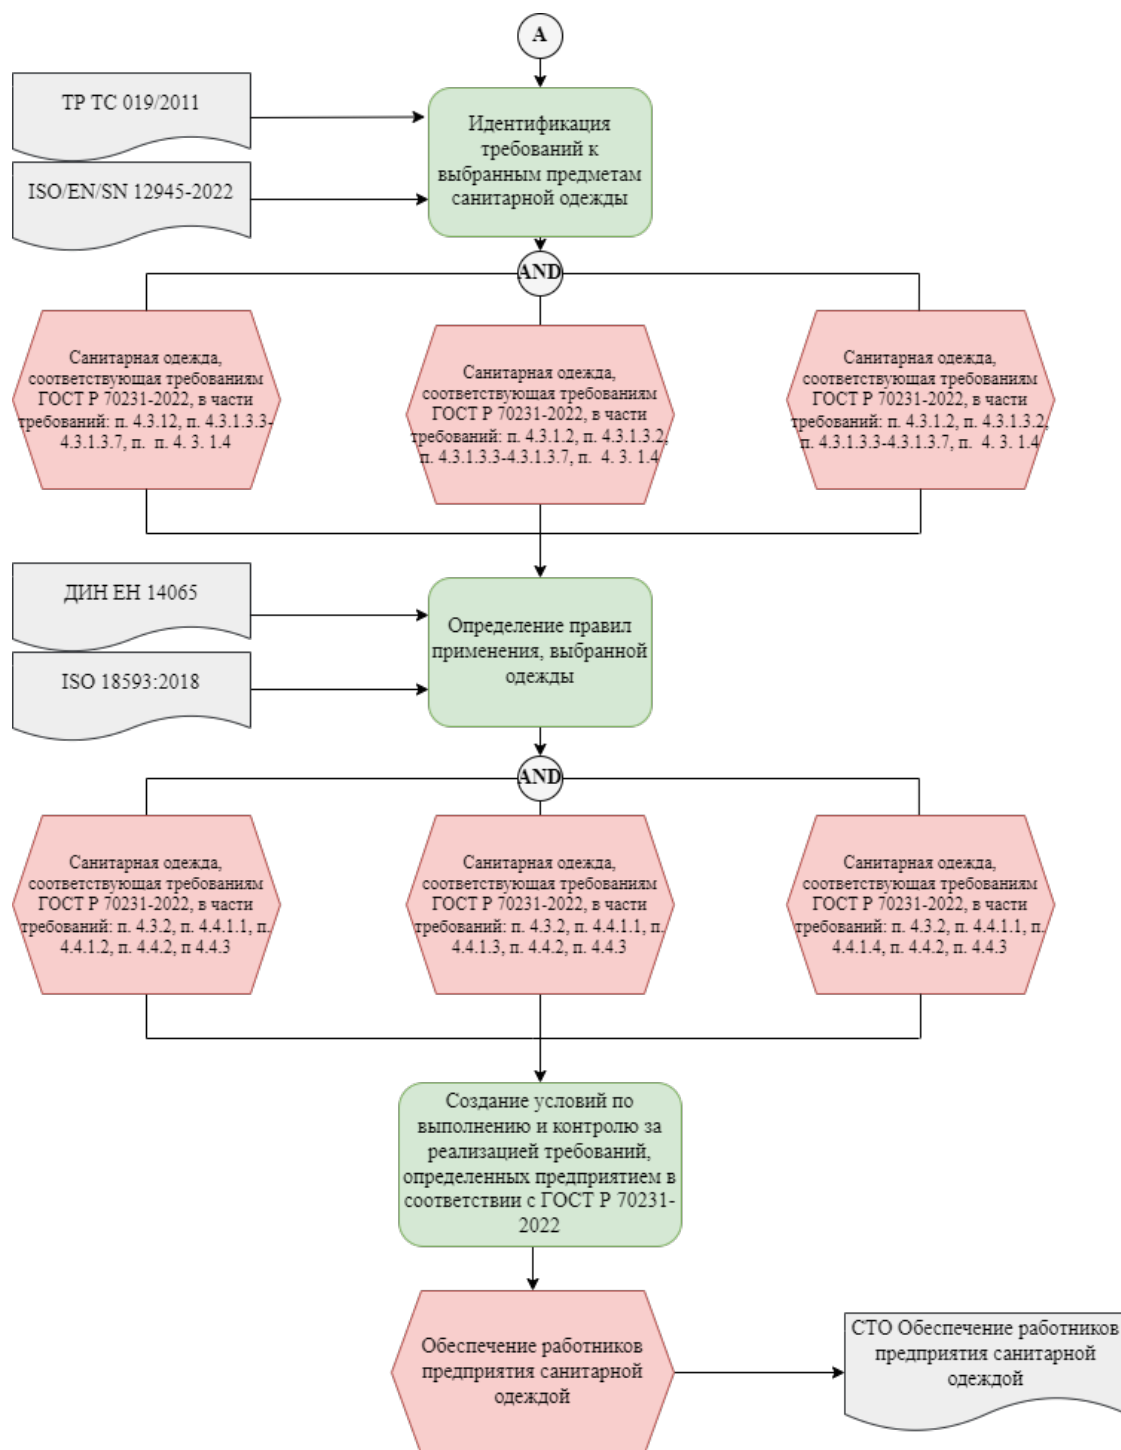 A
ТР ТС 019/2011
ISO/EN/SN 12945-2022
Идентификация
требований к
выбранным предметам
санитарной одежды
AND
Санитарная одежда,
соответствующая требованиям
ГОСТ Р 70231-2022, в части
требований: п. 4.3.12, п. 4.3.1.3.3-
4.3.1.3.7, п. п. 4. 3. 1.4
Санитарная одежда,
соответствующая требованиям
ГОСТ Р 70231-2022, в части
требований: п. 4.3.1.2, п. 4.3.1.3.2,
п. 4.3.1.3.3-4.3.1.3.7, п. 4. 3. 1.4
Санитарная одежда,
соответствующая требованиям
ГОСТ Р 70231-2022, в части
требований: п. 4.3.1.2, п. 4.3.1.3.2,
п. 4.3.1.3.3-4.3.1.3.7, п. 4. 3. 1.4
ДИН ЕН 14065
ISO 18593:2018
Определение правил
применения, выбранной
одежды
AND
Санитарная одежда,
соответствующая требованиям
ГОСТ Р 70231-2022, в части
требований: п. 4.3.2, п. 4.4.1.1, п.
4.4.1.2, п. 4.4.2, п 4.4.3
Санитарная одежда,
соответствующая требованиям
ГОСТ Р 70231-2022, в части
требований: п. 4.3.2, п. 4.4.1.1, п.
4.4.1.3, п. 4.4.2, п. 4.4.3
Санитарная одежда,
соответствующая требованиям
ГОСТ Р 70231-2022, в части
требований: п. 4.3.2, п. 4.4.1.1, п.
4.4.1.4, п. 4.4.2, п. 4.4.3
Создание условий по
выполнению и контролю за
реализацией требований,
определенных предприятием в
соответствии с ГОСТ Р 70231-
2022
Обеспечение работников
предприятия санитарной
одеждой
СТО Обеспечение работников
предприятия санитарной
одеждой